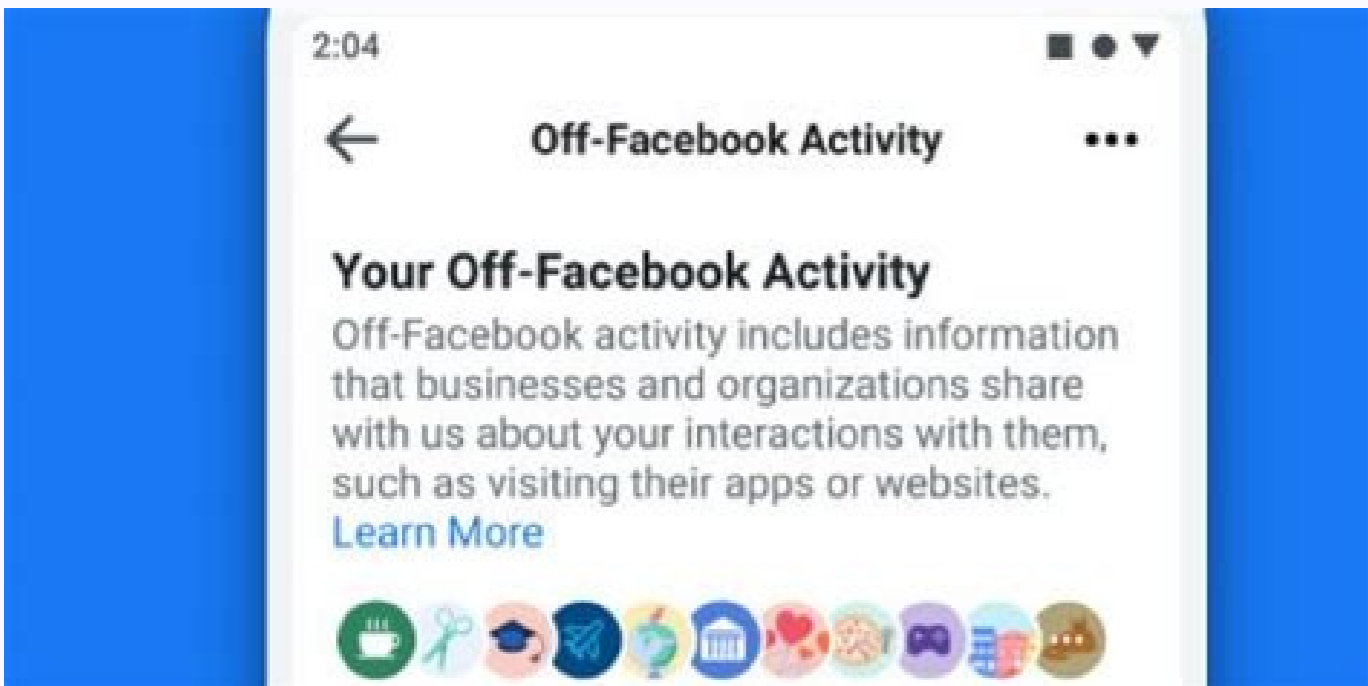 2:04
Off-Facebook Activity
Your Off-Facebook Activity
Off-Facebook activity includes information
that businesses and organizations share
with us about your interactions with them,
such as visiting their apps or websites.
Learn More